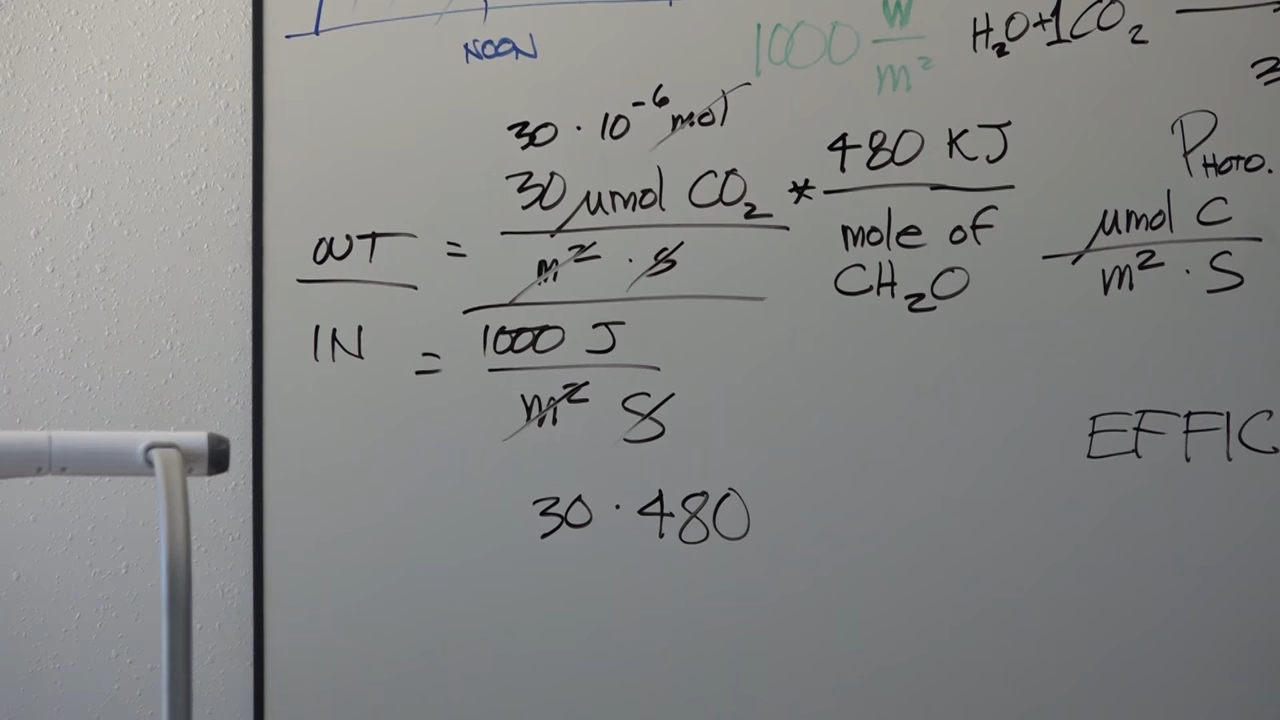 NOON
1000 W/m²
H₂O+1CO₂
30 · 10⁻⁶ mol
30 μmol CO₂ * 480 KJ
m² · s mole of CH₂O
OUT =
IN = 1000 J
m² s
30 · 480
PHOTO.
μmol C
m² · S
EFFIC